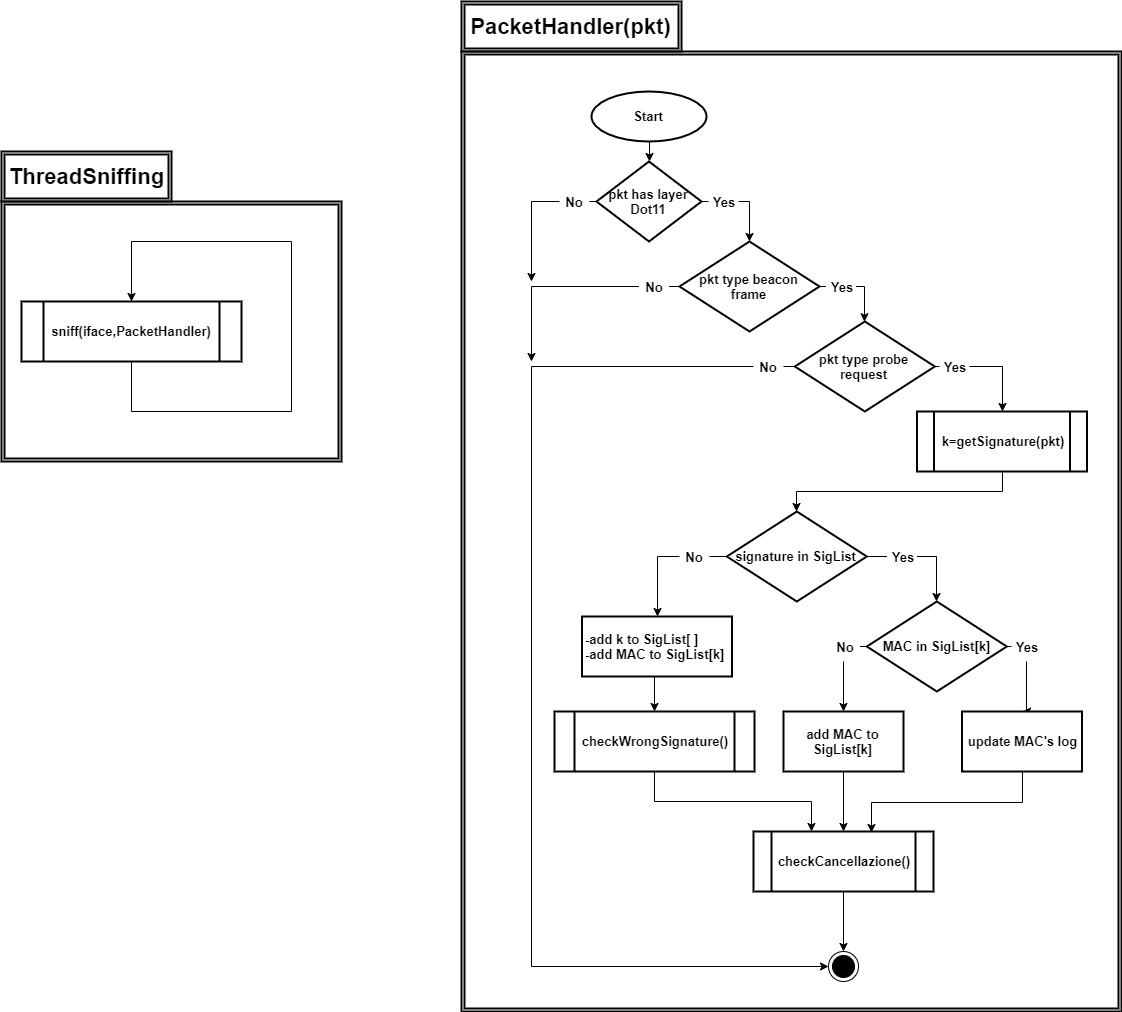 PacketHandler(pkt)
Start
ThreadSniffing
pkt has layer
Dot11
No
Yes
pkt type beacon
frame
No
Yes
sniff(iface,PacketHandler)
pkt type probe
request
No
Yes
k=getSignature(pkt)
signature in SigList
No
Yes
-add k to SigList[ ]
-add MAC to SigList[k]
MAC in SigList[k]
No
Yes
checkWrongSignature()
add MAC to
SigList[k]
update MAC's log
checkCancellazione()